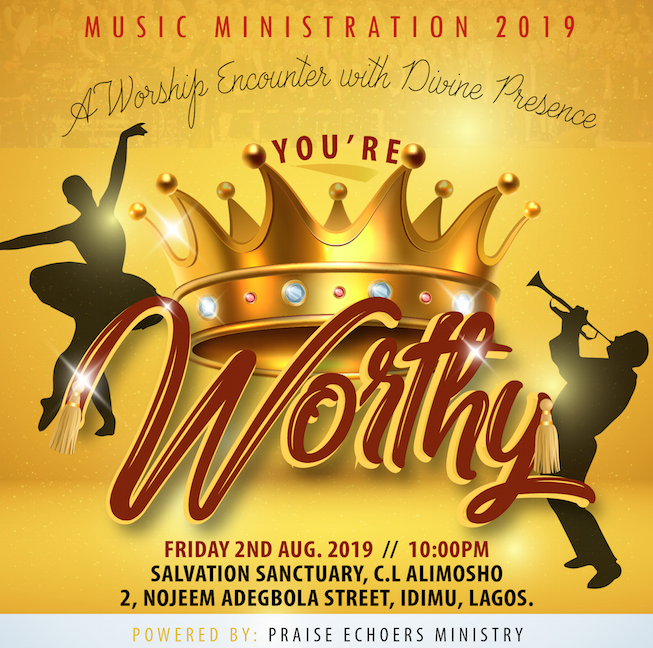 MUSIC MINISTRATION 2019
A Worship Encounter with Divine Presence
YOU'RE
Worthy
FRIDAY 2ND AUG. 2019 // 10:00PM
SALVATION SANCTUARY, C.L ALIMOSHO
2, NOJEEM ADEGBOLA STREET, IDIMU, LAGOS.
POWERED BY: PRAISE ECHOERS MINISTRY